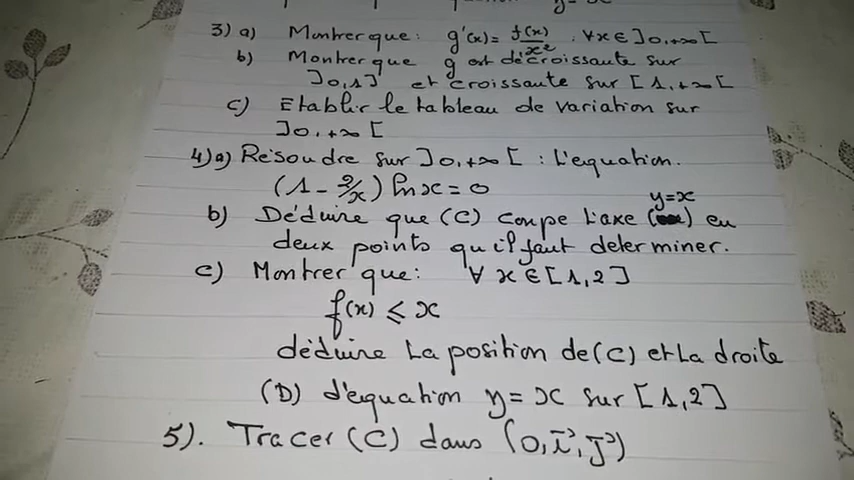 y=
3) a) Montrer que: g'(x) = f(x)/x² . ∀x∈]0,+∞[
b) Montrer que g est décroissante sur
]0,1] et croissante sur [1,+∞[
c) Etablir le tableau de variation sur
]0,+∞[
4) a) Résoudre sur ]0,+∞[ : L'equation.
(1 - 2/x) ln x = 0
y=x
b) Déduire que (C) coupe l'axe ( ) en
deux points qu'il faut determiner.
c) Montrer que: ∀ x ∈ [1,2]
f(x) ⩽ x
déduire La position de (C) et La droite
(D) d'equation y = x sur [1,2]
5). Tracer (C) dans (O,i⃗,j⃗)